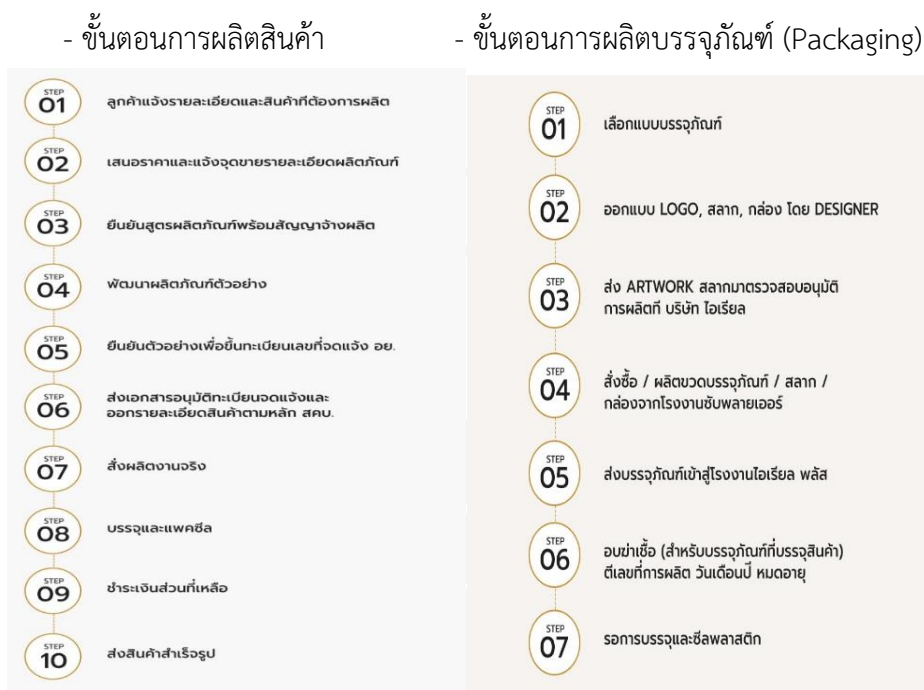 - ขั้นตอนการผลิตสินค้า
STEP
01
ลูกค้าแจ้งรายละเอียดและสินค้าที่ต้องการผลิต
STEP
02
เสนอราคาและแจ้งจุดขายรายละเอียดผลิตภัณฑ์
STEP
03
ยืนยันสูตรผลิตภัณฑ์พร้อมสัญญาจ้างผลิต
STEP
04
พัฒนาผลิตภัณฑ์ตัวอย่าง
STEP
05
ยืนยันตัวอย่างเพื่อขึ้นทะเบียนเลขที่จดแจ้ง อย.
STEP
06
ส่งเอกสารอนุมัติทะเบียนจดแจ้งและ
ออกรายละเอียดสินค้าตามหลัก สคบ.
STEP
07
สั่งผลิตงานจริง
STEP
08
บรรจุและแพคซีล
STEP
09
ชำระเงินส่วนที่เหลือ
STEP
10
ส่งสินค้าสำเร็จรูป
- ขั้นตอนการผลิตบรรจุภัณฑ์ (Packaging)
STEP
01
เลือกแบบบรรจุภัณฑ์
STEP
02
ออกแบบ LOGO, สลาก, กล่อง โดย DESIGNER
STEP
03
ส่ง ARTWORK สลากมาตรวจสอบอนุมัติ
การผลิตที่ บริษัท ไอเรียล
STEP
04
สั่งซื้อ / ผลิตขวดบรรจุภัณฑ์ / สลาก /
กล่องจากโรงงานซับพลายเออร์
STEP
05
ส่งบรรจุภัณฑ์เข้าสู่โรงงานไอเรียล พลัส
STEP
06
อบฆ่าเชื้อ (สำหรับบรรจุภัณฑ์ที่บรรจุสินค้า)
ตีเลขที่การผลิต วันเดือนปี หมดอายุ
STEP
07
รอการบรรจุและซีลพลาสติก